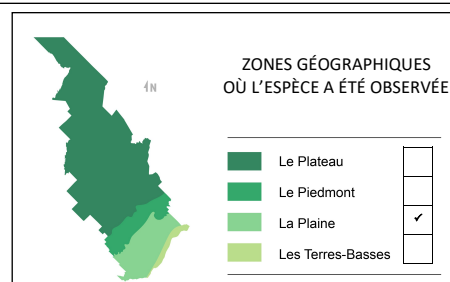 ZONES GÉOGRAPHIQUES
OÙ L'ESPÈCE A ÉTÉ OBSERVÉE
N
Le Plateau
Le Piedmont
La Plaine ✓
Les Terres-Basses